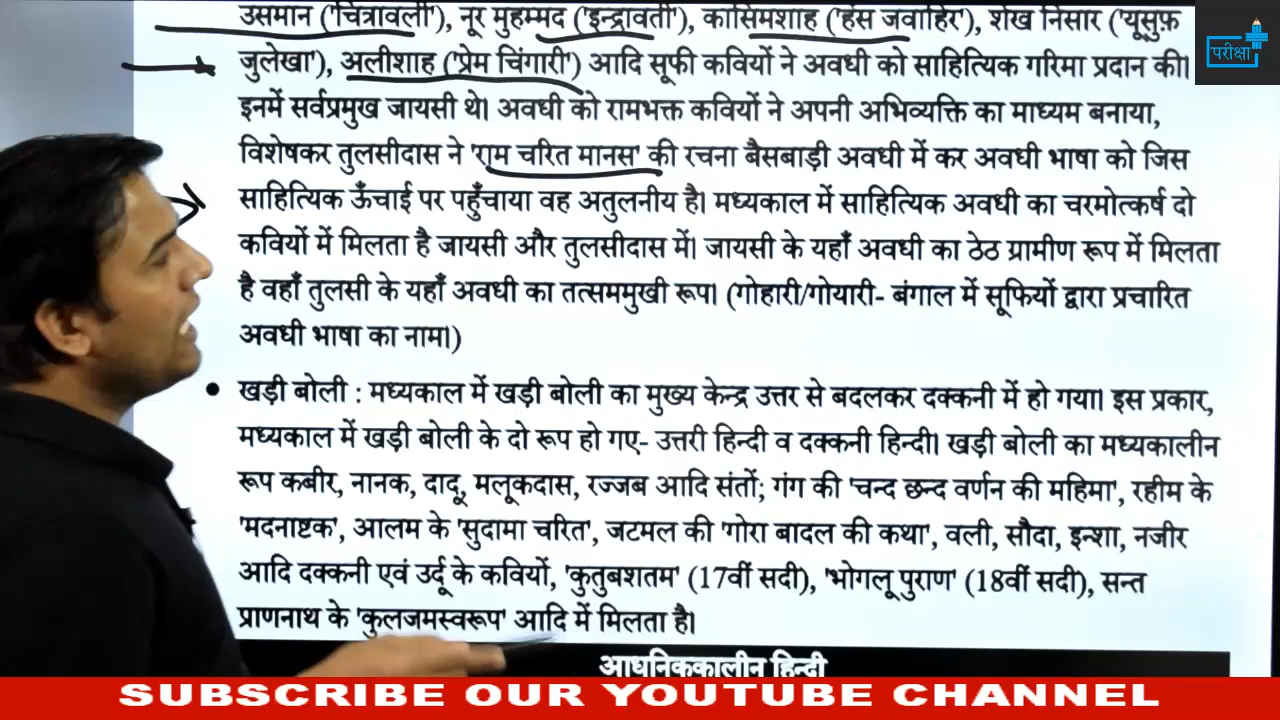 उसमान ('चित्रावली'), नूर मुहम्मद ('इन्द्रावती'), कासिमशाह ('हंस जवाहिर'), शेख निसार ('यूसुफ़
परीक्षा
जुलेखा'), अलीशाह ('प्रेम चिंगारी') आदि सूफी कवियों ने अवधी को साहित्यिक गरिमा प्रदान की।
इनमें सर्वप्रमुख जायसी थे। अवधी को रामभक्त कवियों ने अपनी अभिव्यक्ति का माध्यम बनाया,
विशेषकर तुलसीदास ने 'राम चरित मानस' की रचना बैसबाड़ी अवधी में कर अवधी भाषा को जिस
साहित्यिक ऊँचाई पर पहुँचाया वह अतुलनीय है। मध्यकाल में साहित्यिक अवधी का चरमोत्कर्ष दो
कवियों में मिलता है जायसी और तुलसीदास में। जायसी के यहाँ अवधी का ठेठ ग्रामीण रूप में मिलता
है वहाँ तुलसी के यहाँ अवधी का तत्सममुखी रूप। (गोहारी/गोयारी- बंगाल में सूफियों द्वारा प्रचारित
अवधी भाषा का नाम।)
• खड़ी बोली : मध्यकाल में खड़ी बोली का मुख्य केन्द्र उत्तर से बदलकर दक्कनी में हो गया। इस प्रकार,
मध्यकाल में खड़ी बोली के दो रूप हो गए- उत्तरी हिन्दी व दक्कनी हिन्दी। खड़ी बोली का मध्यकालीन
रूप कबीर, नानक, दादू, मलूकदास, रज्जब आदि संतों; गंग की 'चन्द छन्द वर्णन की महिमा', रहीम के
'मदनाष्टक', आलम के 'सुदामा चरित', जटमल की 'गोरा बादल की कथा', वली, सौदा, इन्शा, नजीर
आदि दक्कनी एवं उर्दू के कवियों, 'कुतुबशतम' (17वीं सदी), 'भोगलू पुराण' (18वीं सदी), सन्त
प्राणनाथ के 'कुलजमस्वरूप' आदि में मिलता है।
आधुनिककालीन हिन्दी
SUBSCRIBE OUR YOUTUBE CHANNEL